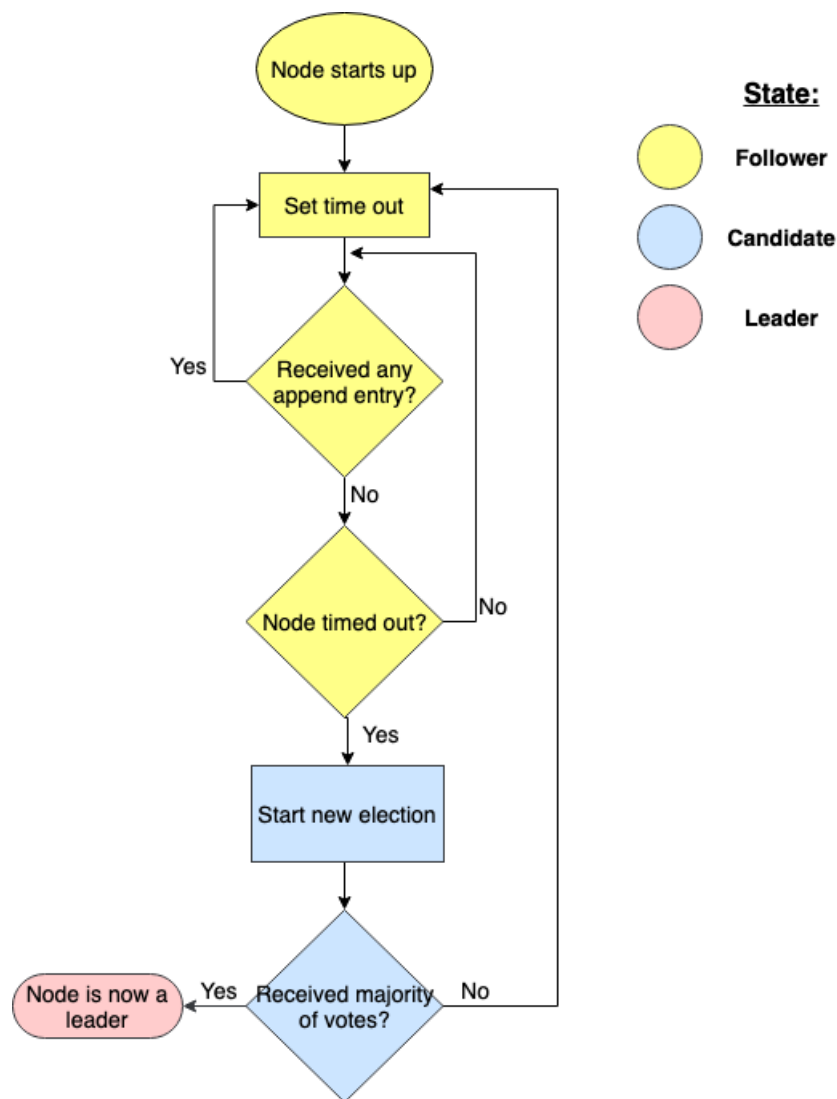 Node starts up
State:
Follower
Set time out
Candidate
Leader
Yes
Received any
append entry?
No
Node timed out?
No
Yes
Start new election
Node is now a
leader
Yes
Received majority
of votes?
No